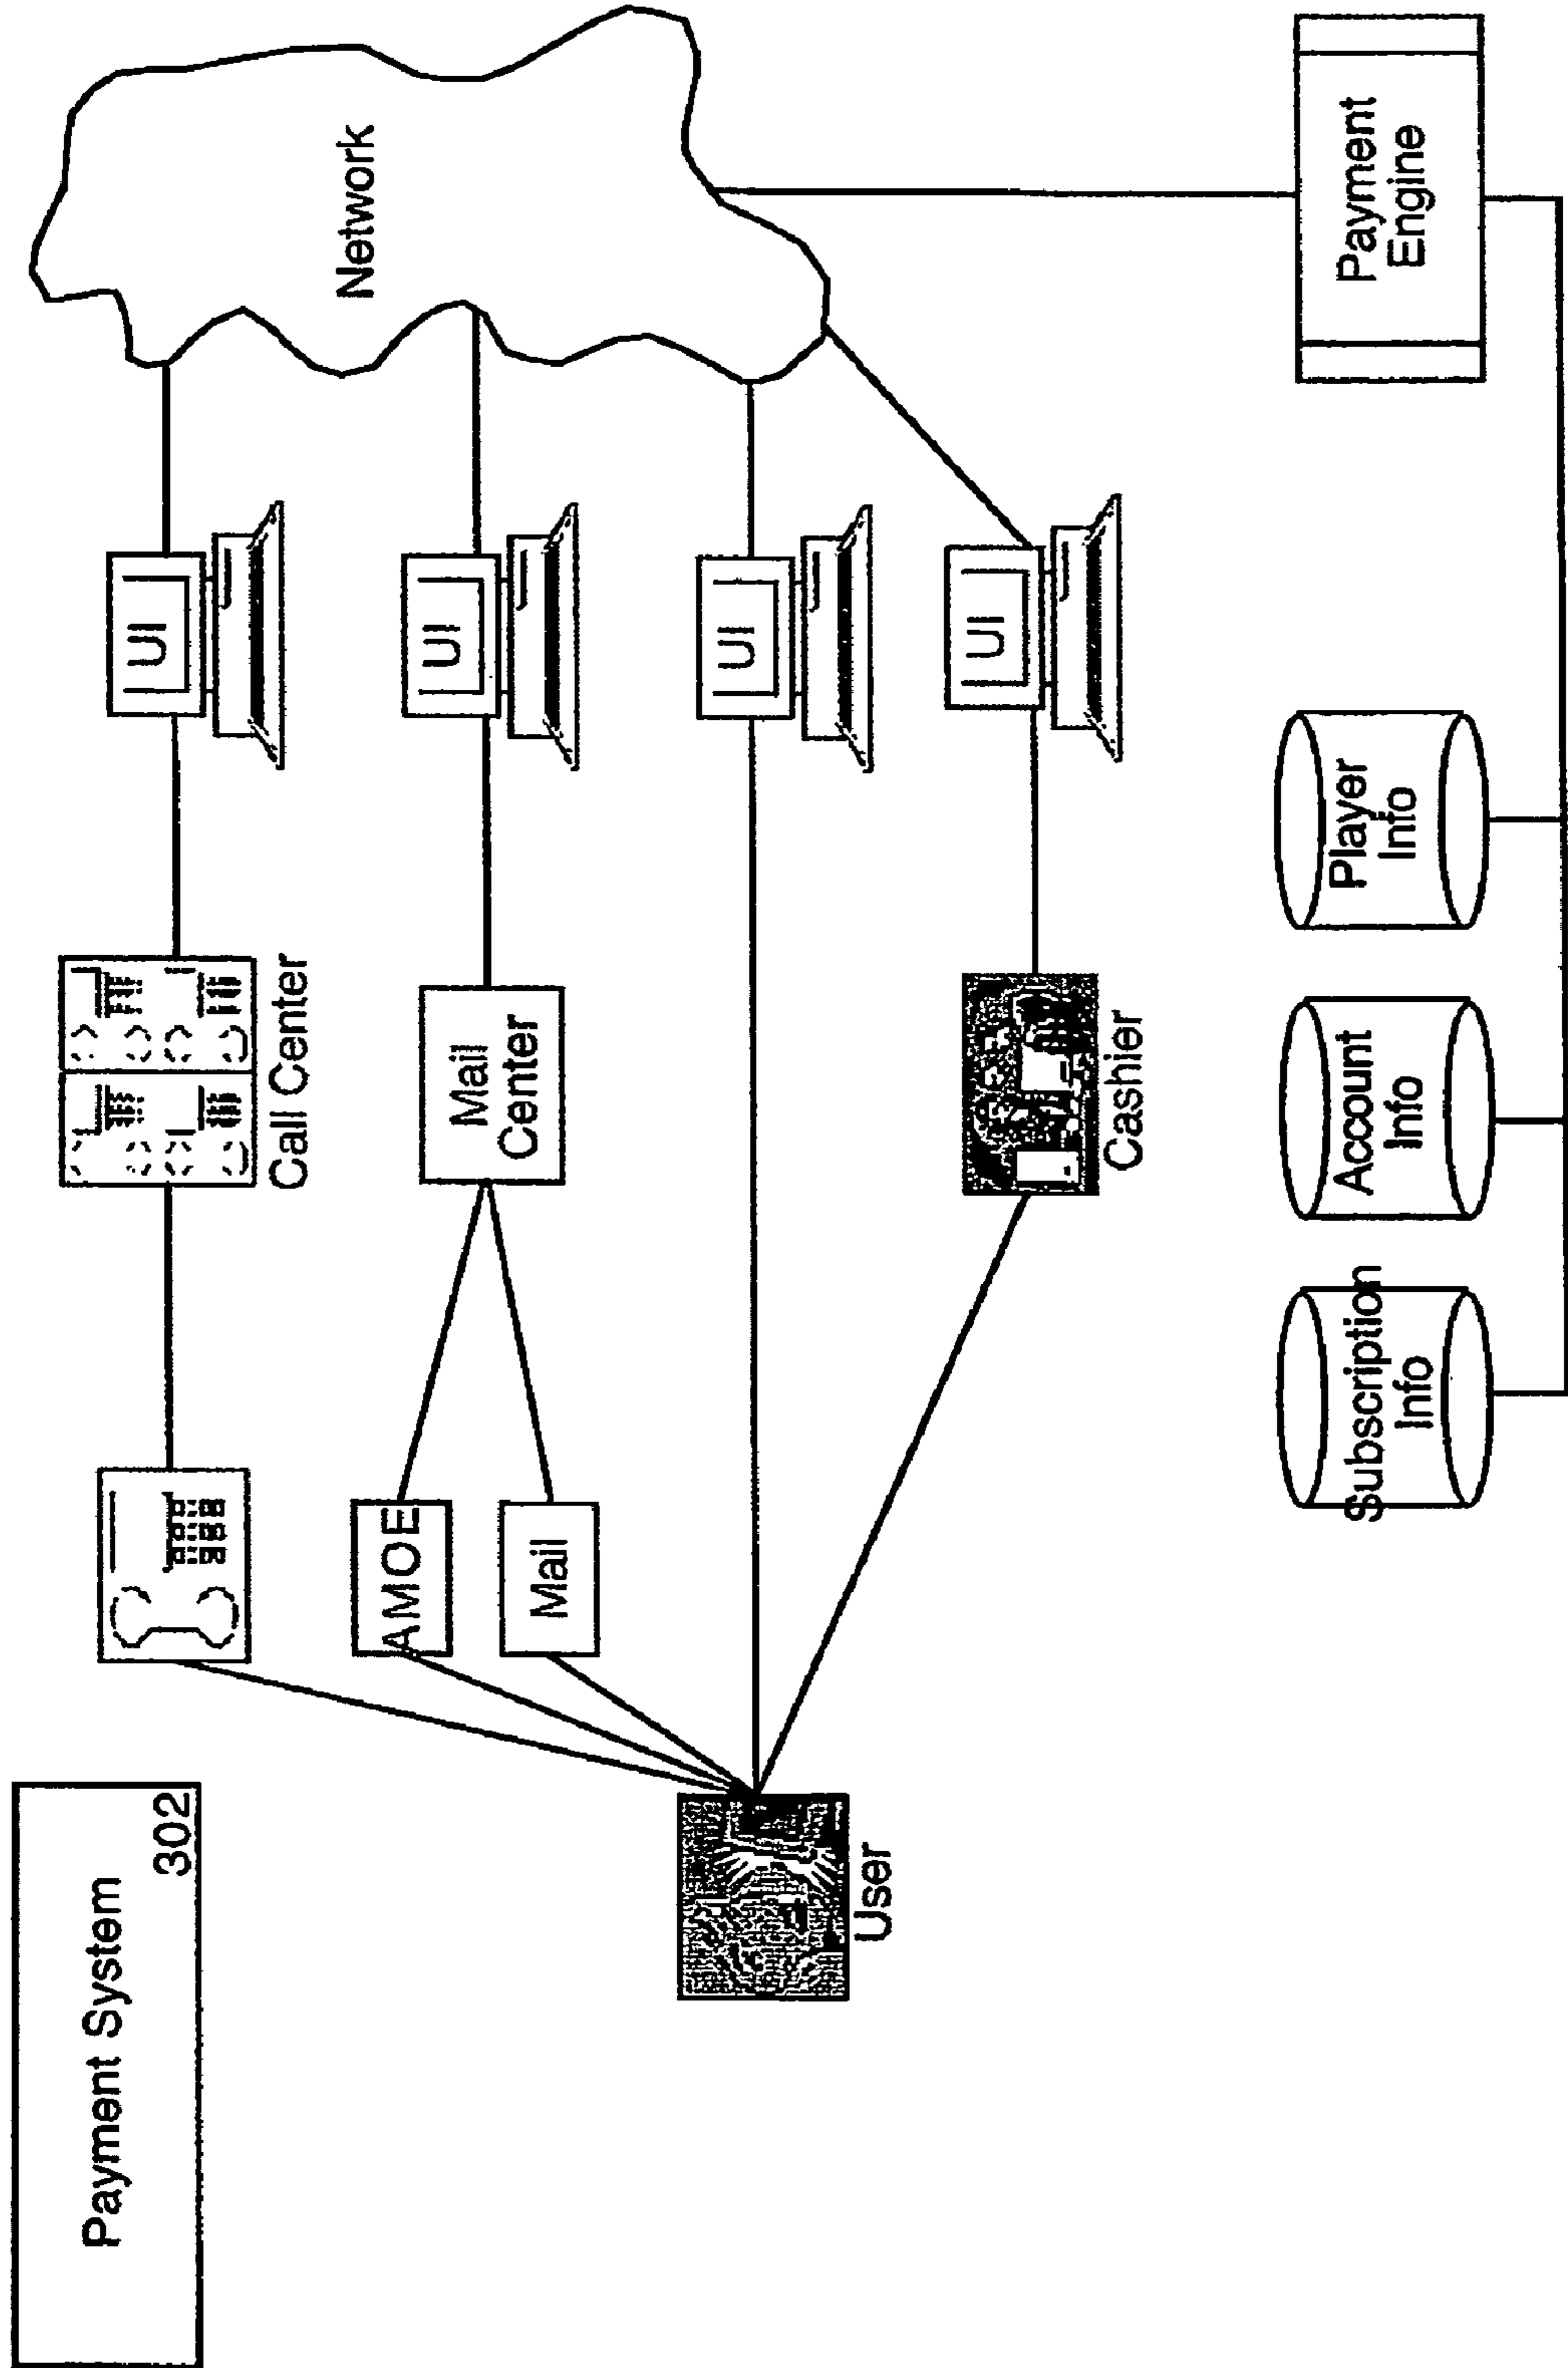 Payment System
302
User
AMOE
Mail
Call Center
Mail
Center
Cashier
UI
UI
UI
UI
Network
Subscription
Info
Account
Info
Player
Info
Payment
Engine